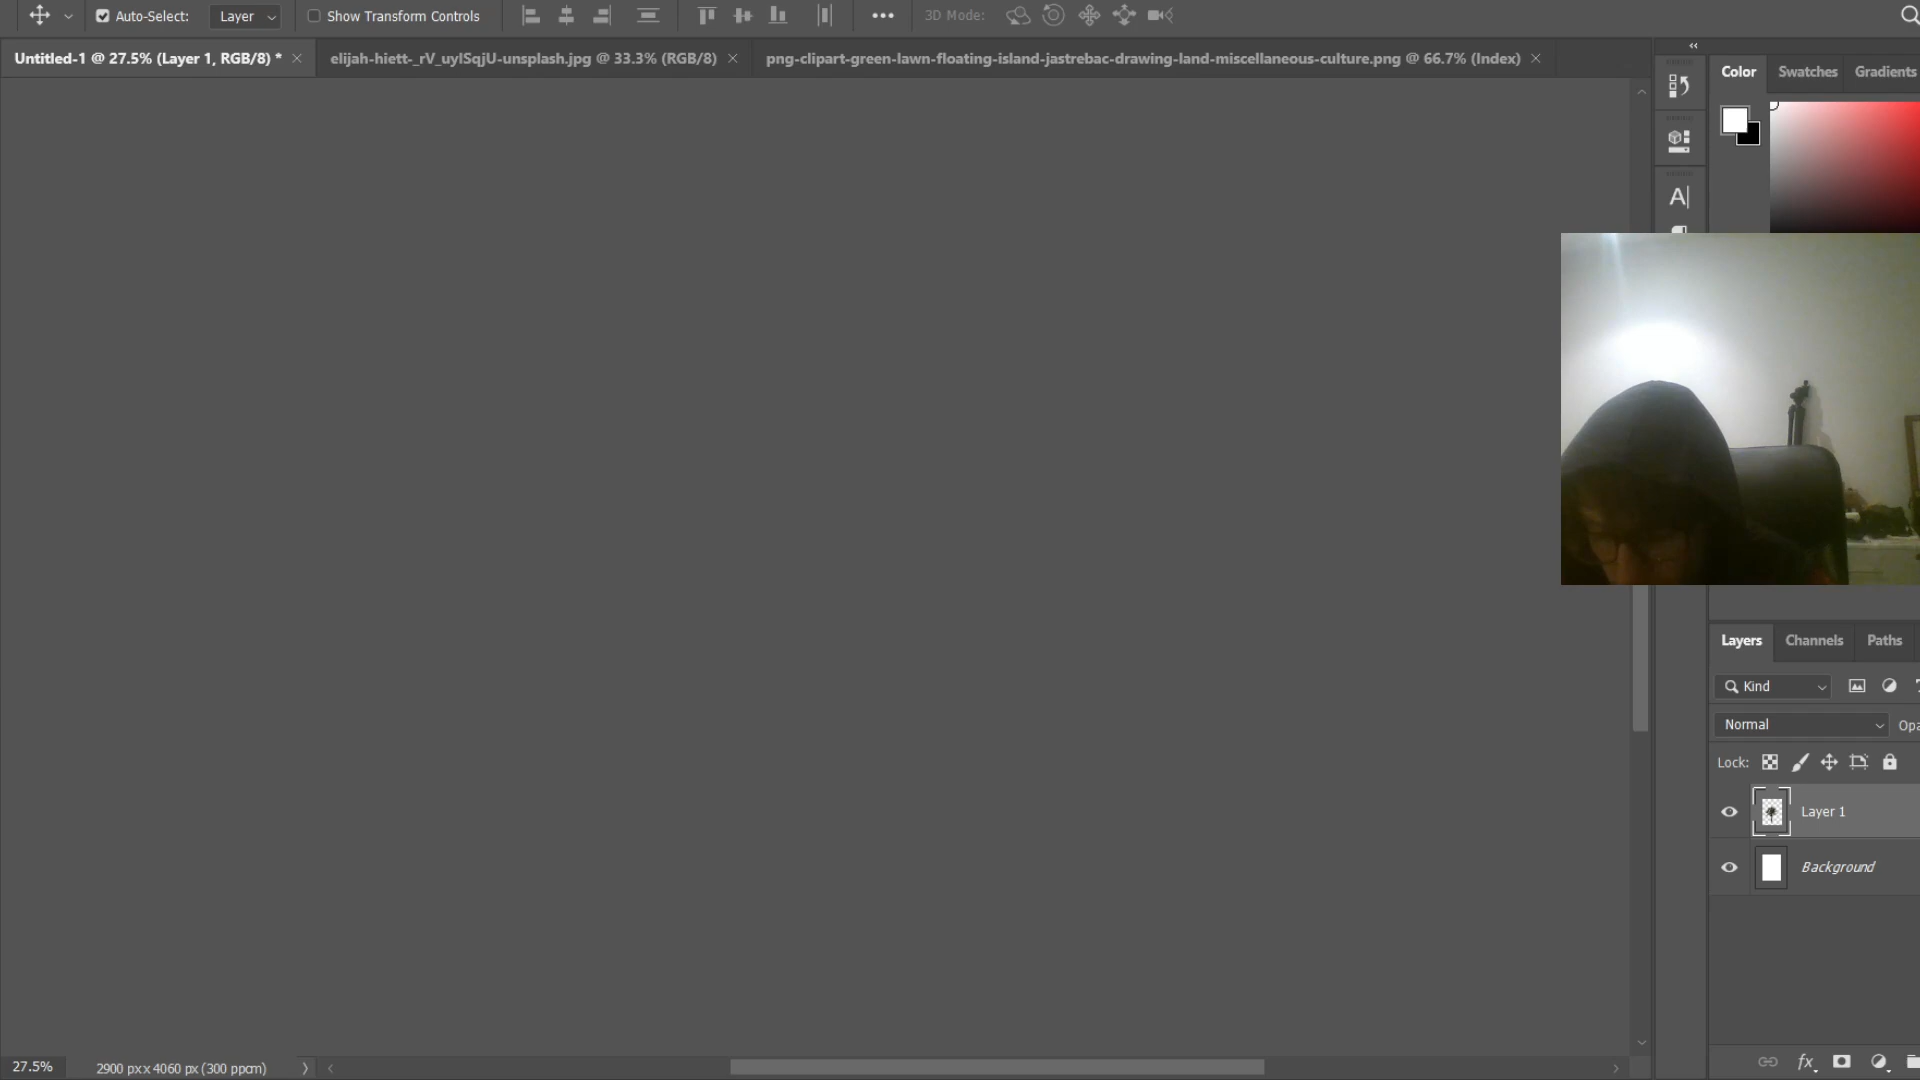 Auto-Select: Layer Show Transform Controls 3D Mode:
Untitled-1 @ 27.5% (Layer 1, RGB/8) * elijah-hiett-_rV_uylSqjU-unsplash.jpg @ 33.3% (RGB/8) png-clipart-green-lawn-floating-island-jastrebac-drawing-land-miscellaneous-culture.png @ 66.7% (Index)
Color Swatches Gradients
A|
Layers Channels Paths
Kind
Normal Opa
Lock:
Layer 1
Background
fx
27.5% 2900 px x 4060 px (300 ppcm)